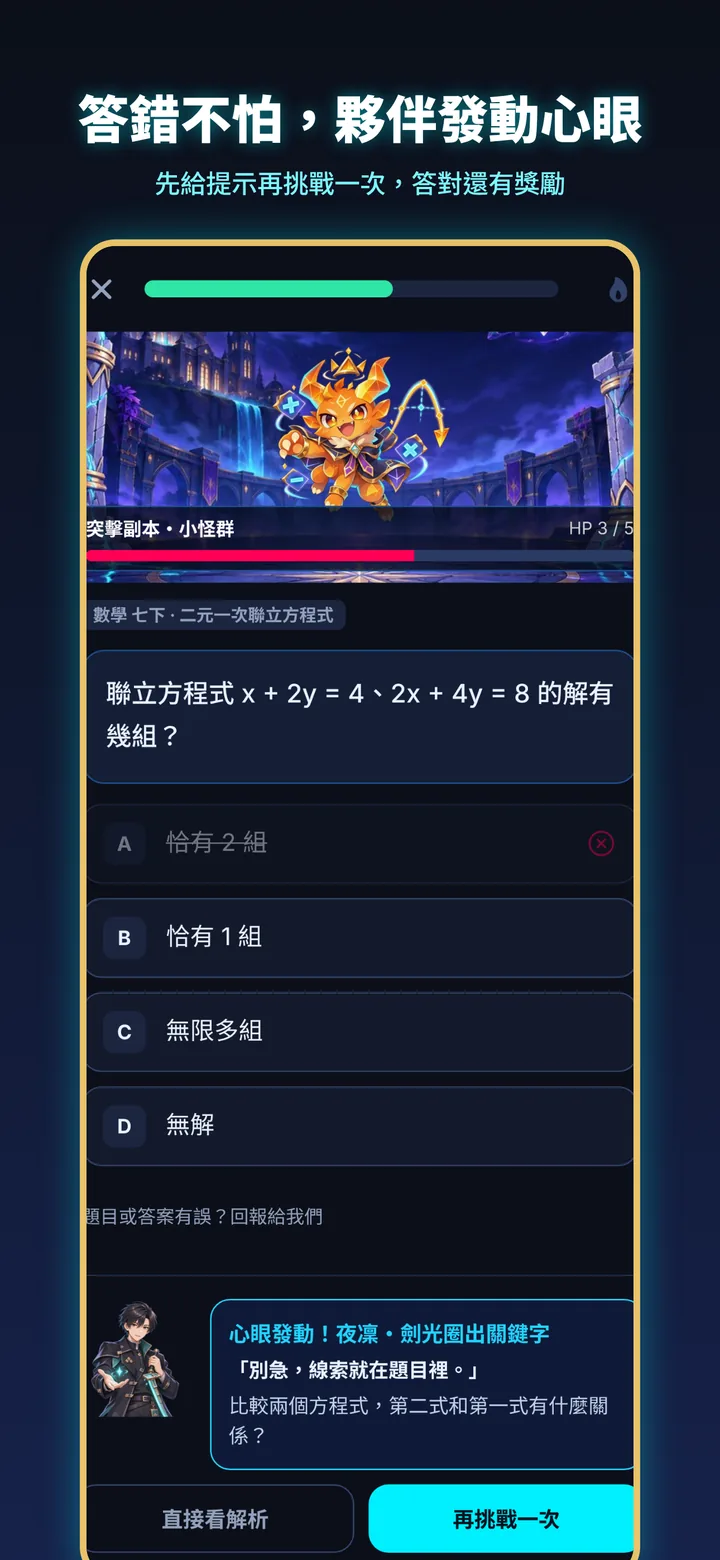 答錯不怕，夥伴發動心眼
先給提示再挑戰一次，答對還有獎勵
突擊副本・小怪群
HP 3 / 5
數學 七下 · 二元一次聯立方程式
聯立方程式 x + 2y = 4、2x + 4y = 8 的解有
幾組？
A 恰有 2 組
B 恰有 1 組
C 無限多組
D 無解
題目或答案有誤？回報給我們
心眼發動！夜凜・劍光圈出關鍵字
「別急，線索就在題目裡。」
比較兩個方程式，第二式和第一式有什麼關
係？
直接看解析
再挑戰一次